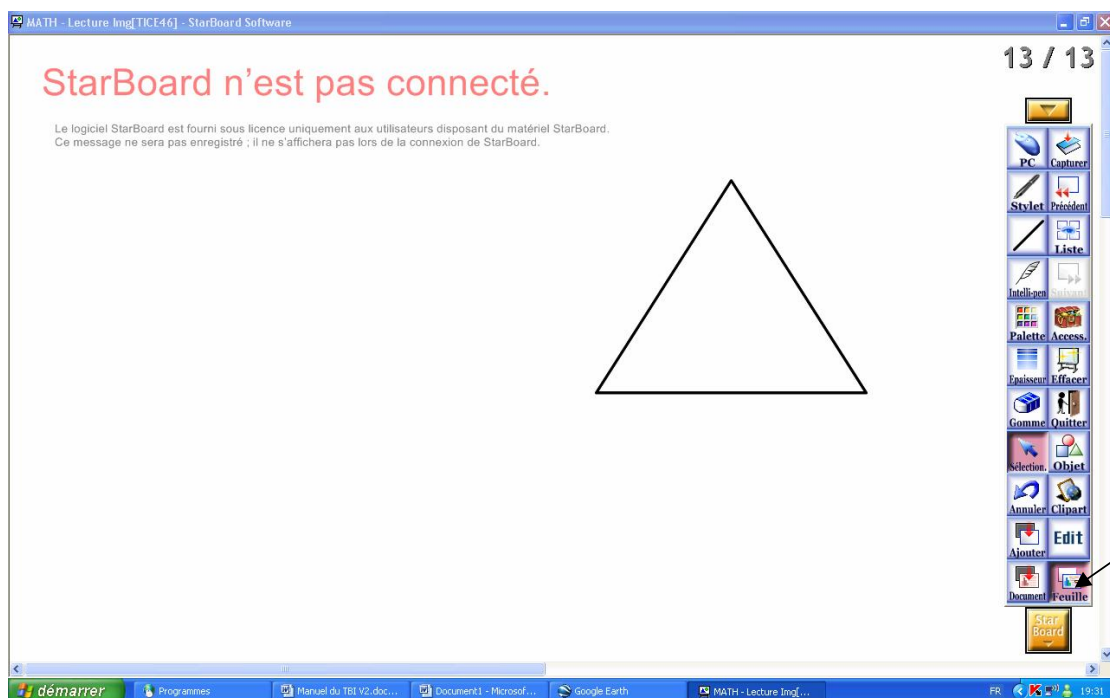 MATH - Lecture Img[TICE46] - StarBoard Software
13 / 13
StarBoard n'est pas connecté.
Le logiciel StarBoard est fourni sous licence uniquement aux utilisateurs disposant du matériel StarBoard.
Ce message ne sera pas enregistré ; il ne s'affichera pas lors de la connexion de StarBoard.
PC Capturer
Stylet Précédent
Liste
Intelli-pen Suivant
Palette Access.
Epaisseur Effacer
Gomme Quitter
Sélection. Objet
Annuler Clipart
Ajouter Edit
Document Feuille
Star
Board
démarrer Programmes Manuel du TBI V2.doc... Document1 - Microsof... Google Earth MATH - Lecture Img[... FR 19:31